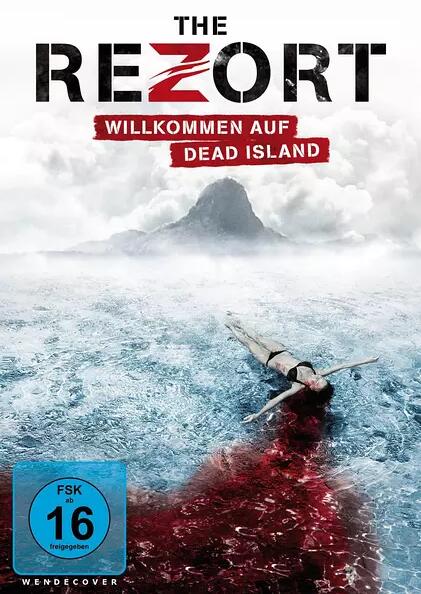 THE
REZORT
WILLKOMMEN AUF
DEAD ISLAND
FSK
ab
16
freigegeben
WENDECOVER